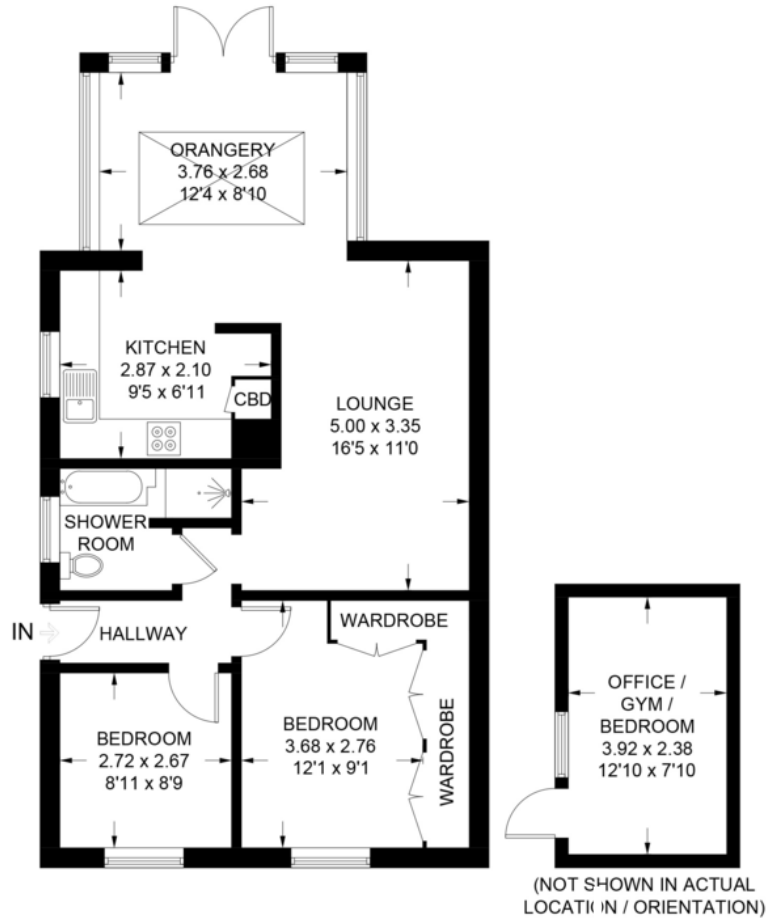 ORANGERY
3.76 x 2.68
12'4 x 8'10
KITCHEN
2.87 x 2.10
9'5 x 6'11
CBD
LOUNGE
5.00 x 3.35
16'5 x 11'0
SHOWER
ROOM
IN
HALLWAY
WARDROBE
BEDROOM
2.72 x 2.67
8'11 x 8'9
BEDROOM
3.68 x 2.76
12'1 x 9'1
WARDROBE
OFFICE /
GYM /
BEDROOM
3.92 x 2.38
12'10 x 7'10
(NOT SHOWN IN ACTUAL
LOCATION / ORIENTATION)